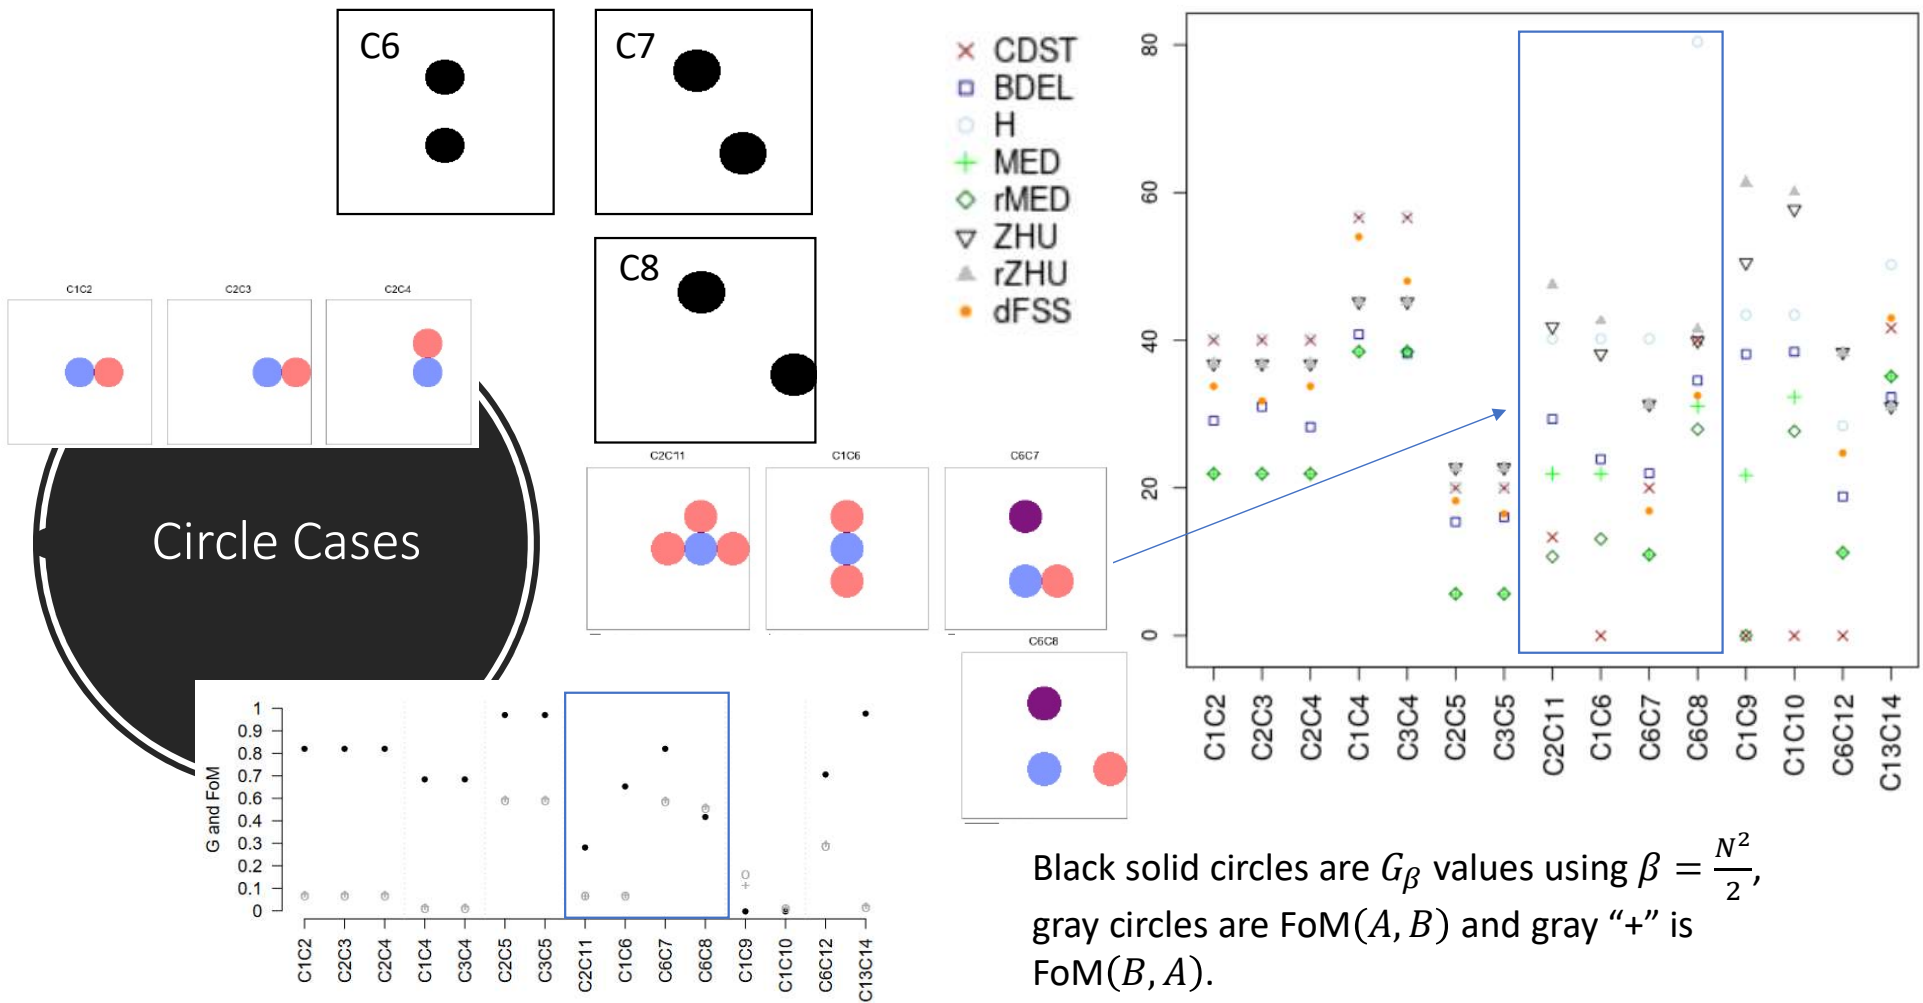 C6
C7
C8
C1C2
C2C3
C2C4
Circle Cases
C2C11
C1C6
C6C7
C6C8
CDST
BDEL
H
MED
rMED
ZHU
rZHU
dFSS
80
60
40
20
0
C1C2
C2C3
C2C4
C1C4
C3C4
C2C5
C3C5
C2C11
C1C6
C6C7
C6C8
C1C9
C1C10
C6C12
C13C14
G and FoM
1
0.9
0.8
0.7
0.6
0.5
0.4
0.3
0.2
0.1
0
C1C2
C2C3
C2C4
C1C4
C3C4
C2C5
C3C5
C2C11
C1C6
C6C7
C6C8
C1C9
C1C10
C6C12
C13C14
Black solid circles are G_β values using β = N²/2,
gray circles are FoM(A, B) and gray “+” is
FoM(B, A).